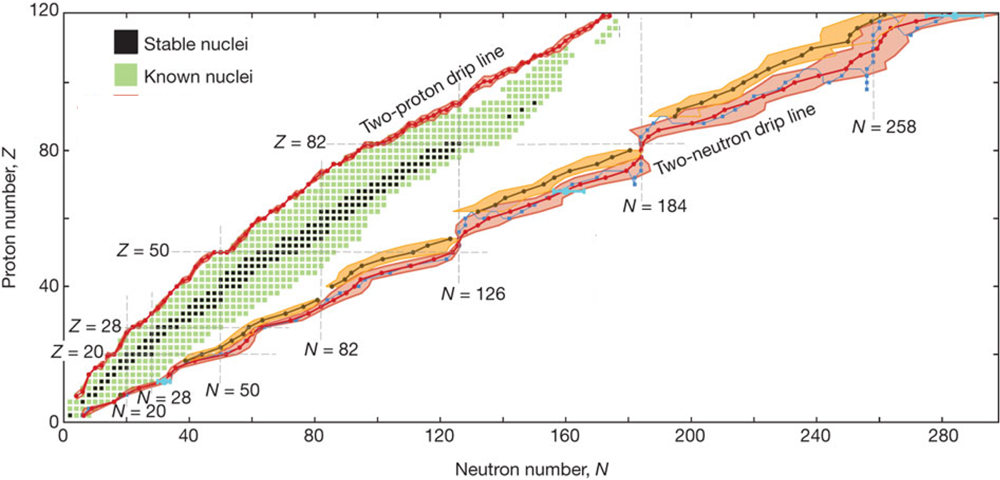 120
Stable nuclei
Known nuclei
Two-proton drip line
Z = 82
N = 258
80
Two-neutron drip line
N = 184
Z = 50
N = 126
40
Z = 28
Z = 20
N = 82
N = 50
N = 28
N = 20
0
0 40 80 120 160 200 240 280
Proton number, Z
Neutron number, N